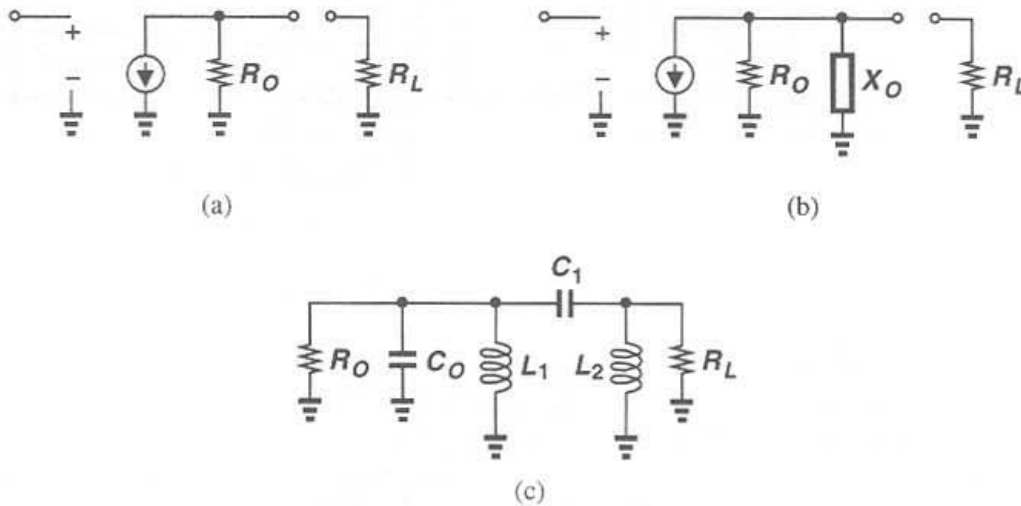 +
−
R_O
R_L
+
−
R_O
X_O
R_L
(a)
(b)
C_1
R_O
C_O
L_1
L_2
R_L
(c)